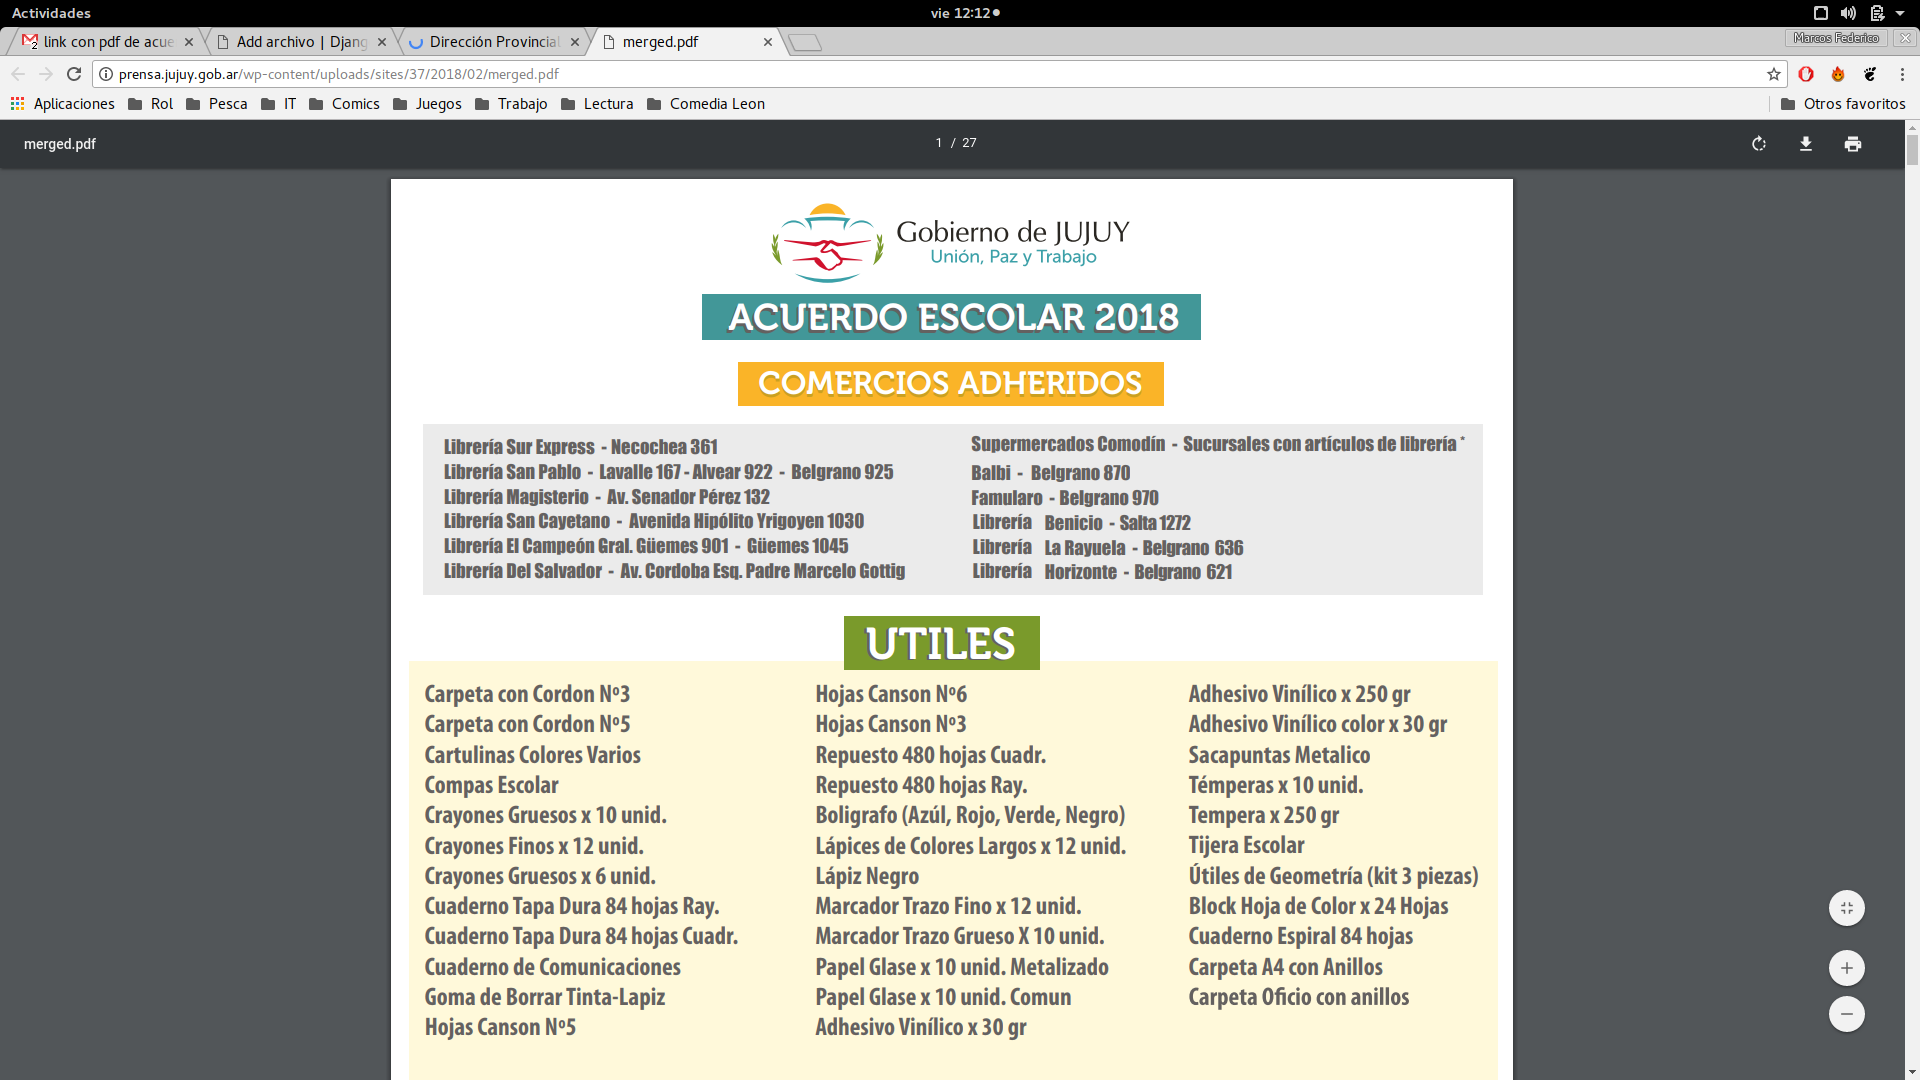 Actividades
vie 12:12
link con pdf de acue
Add archivo | Djang
Dirección Provincial
merged.pdf
Marcos Federico
prensa.jujuy.gob.ar/wp-content/uploads/sites/37/2018/02/merged.pdf
Aplicaciones
Rol
Pesca
IT
Comics
Juegos
Trabajo
Lectura
Comedia Leon
Otros favoritos
merged.pdf
1 / 27
Gobierno de JUJUY
Unión, Paz y Trabajo
ACUERDO ESCOLAR 2018
COMERCIOS ADHERIDOS
Librería Sur Express - Necochea 361
Librería San Pablo - Lavalle 167 - Alvear 922 - Belgrano 925
Librería Magisterio - Av. Senador Pérez 132
Librería San Cayetano - Avenida Hipólito Yrigoyen 1030
Librería El Campeón Gral. Güemes 901 - Güemes 1045
Librería Del Salvador - Av. Cordoba Esq. Padre Marcelo Gottig
Supermercados Comodín - Sucursales con artículos de librería *
Balbi - Belgrano 870
Famularo - Belgrano 970
Librería Benicio - Salta 1272
Librería La Rayuela - Belgrano 636
Librería Horizonte - Belgrano 621
UTILES
Carpeta con Cordon Nº3
Carpeta con Cordon Nº5
Cartulinas Colores Varios
Compas Escolar
Crayones Gruesos x 10 unid.
Crayones Finos x 12 unid.
Crayones Gruesos x 6 unid.
Cuaderno Tapa Dura 84 hojas Ray.
Cuaderno Tapa Dura 84 hojas Cuadr.
Cuaderno de Comunicaciones
Goma de Borrar Tinta-Lapiz
Hojas Canson Nº5
Hojas Canson Nº6
Hojas Canson Nº3
Repuesto 480 hojas Cuadr.
Repuesto 480 hojas Ray.
Boligrafo (Azúl, Rojo, Verde, Negro)
Lápices de Colores Largos x 12 unid.
Lápiz Negro
Marcador Trazo Fino x 12 unid.
Marcador Trazo Grueso X 10 unid.
Papel Glase x 10 unid. Metalizado
Papel Glase x 10 unid. Comun
Adhesivo Vinílico x 30 gr
Adhesivo Vinílico x 250 gr
Adhesivo Vinílico color x 30 gr
Sacapuntas Metalico
Témperas x 10 unid.
Tempera x 250 gr
Tijera Escolar
Útiles de Geometría (kit 3 piezas)
Block Hoja de Color x 24 Hojas
Cuaderno Espiral 84 hojas
Carpeta A4 con Anillos
Carpeta Oficio con anillos